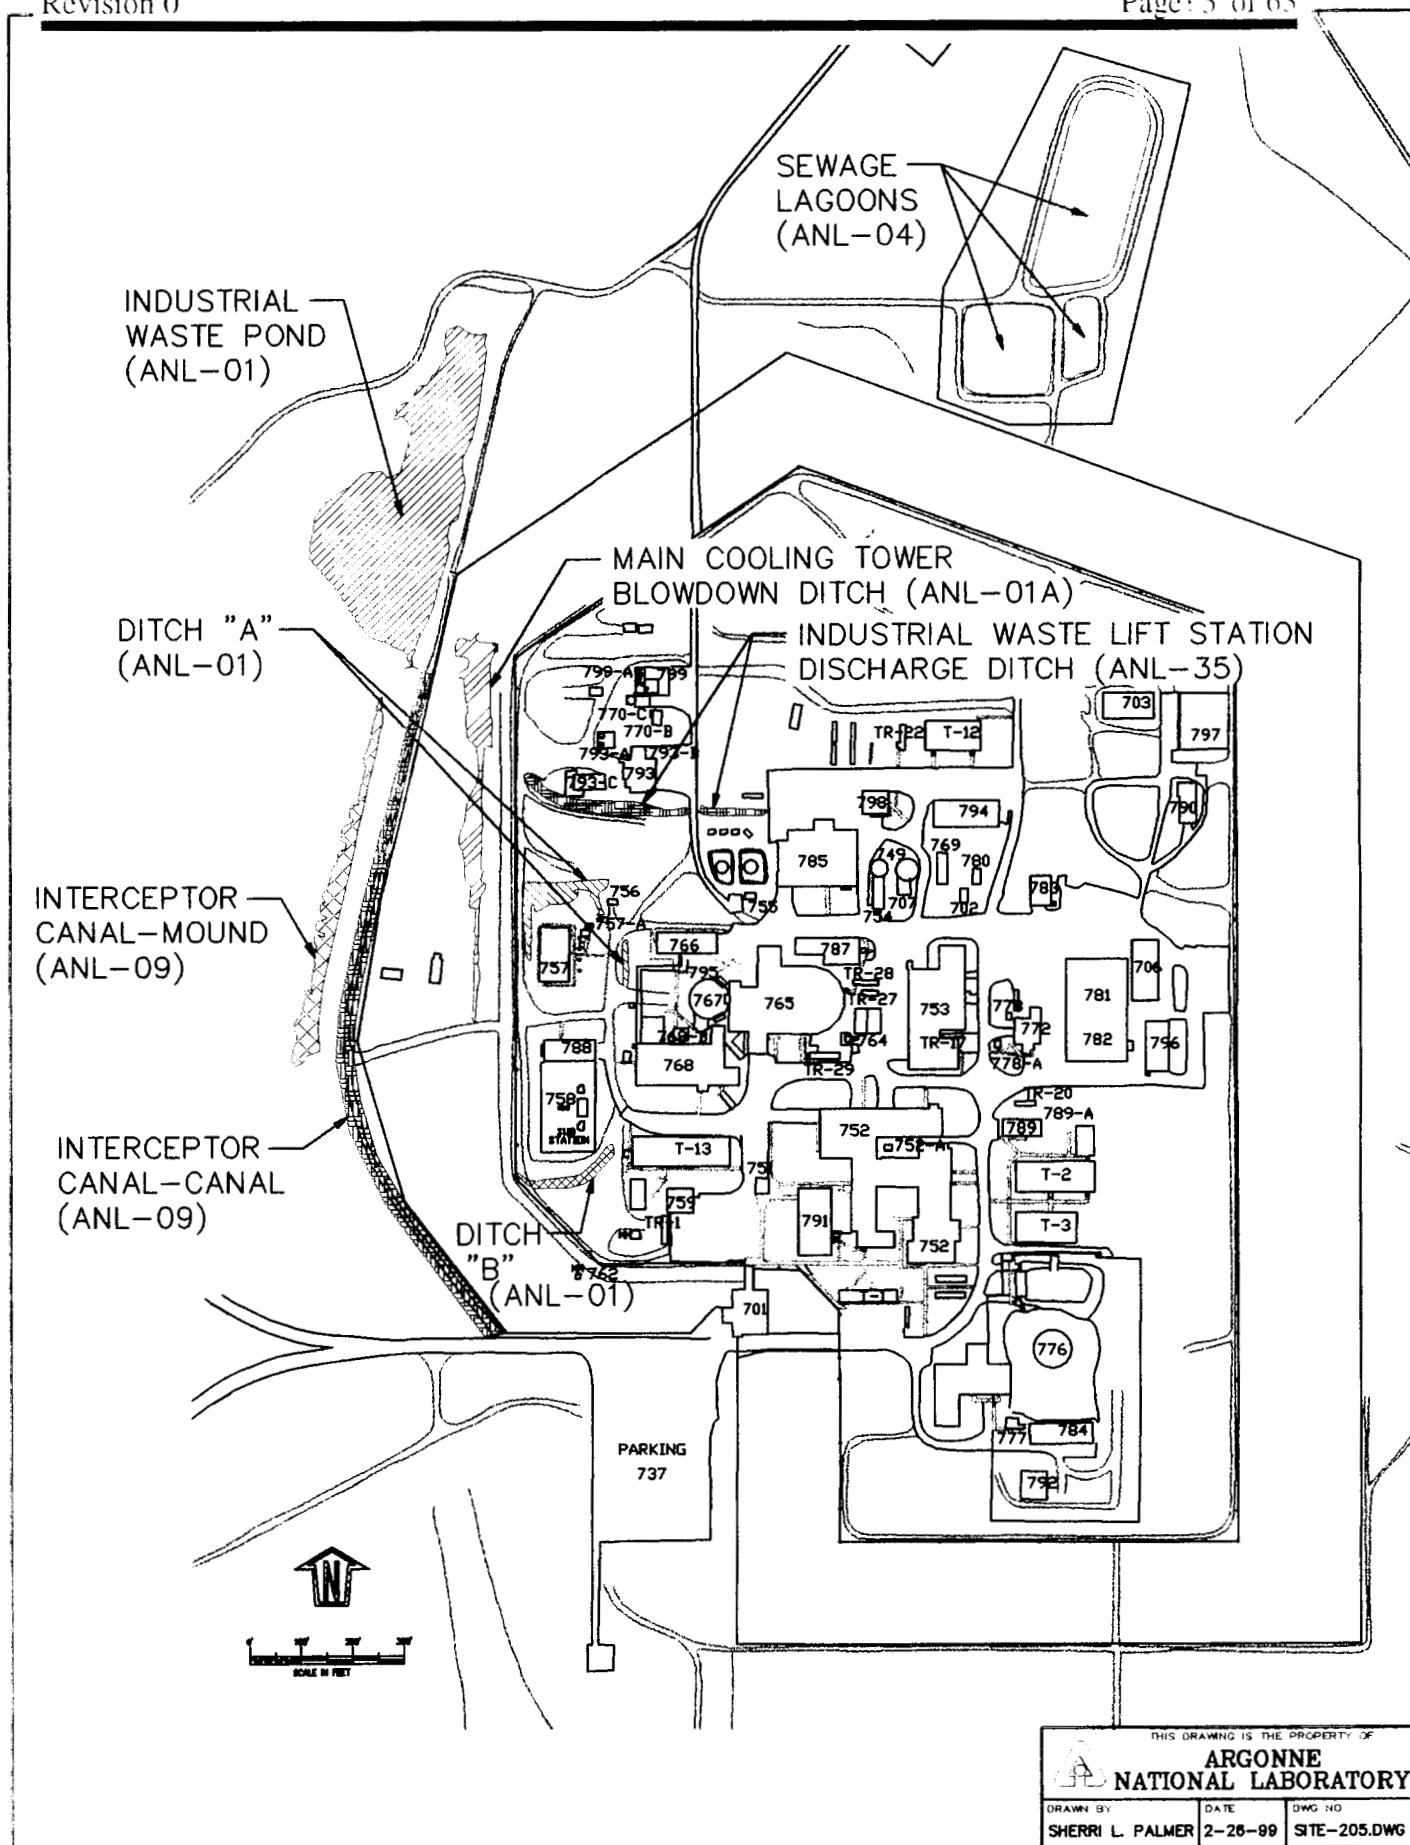 Revision 0
Page: 5 of 65
SEWAGE
LAGOONS
(ANL-04)
INDUSTRIAL
WASTE POND
(ANL-01)
MAIN COOLING TOWER
BLOWDOWN DITCH (ANL-01A)
DITCH "A"
(ANL-01)
INDUSTRIAL WASTE LIFT STATION
DISCHARGE DITCH (ANL-35)
799-A
799
703
770-C
770-B
TR-22
T-12
797
793-A
793-B
793
793-C
798
794
790
785
749
769
780
783
756
755
754
707
702
757-A
INTERCEPTOR
CANAL-MOUND
(ANL-09)
757
766
787
706
795
TR-28
767
765
TR-27
753
781
772
768-B
764
TR-17
782
796
788
768
TR-29
778-A
758
SUB
STATION
R-20
789-A
752
752-A
789
INTERCEPTOR
CANAL-CANAL
(ANL-09)
T-13
T-2
759
791
TR-1
T-3
752
DITCH
"B"
(ANL-01)
762
701
776
777
784
792
PARKING
737
N
SCALE IN FEET
THIS DRAWING IS THE PROPERTY OF
ARGONNE
NATIONAL LABORATORY
DRAWN BY
DATE
DWG NO
SHERRI L. PALMER
2-26-99
SITE-205.DWG